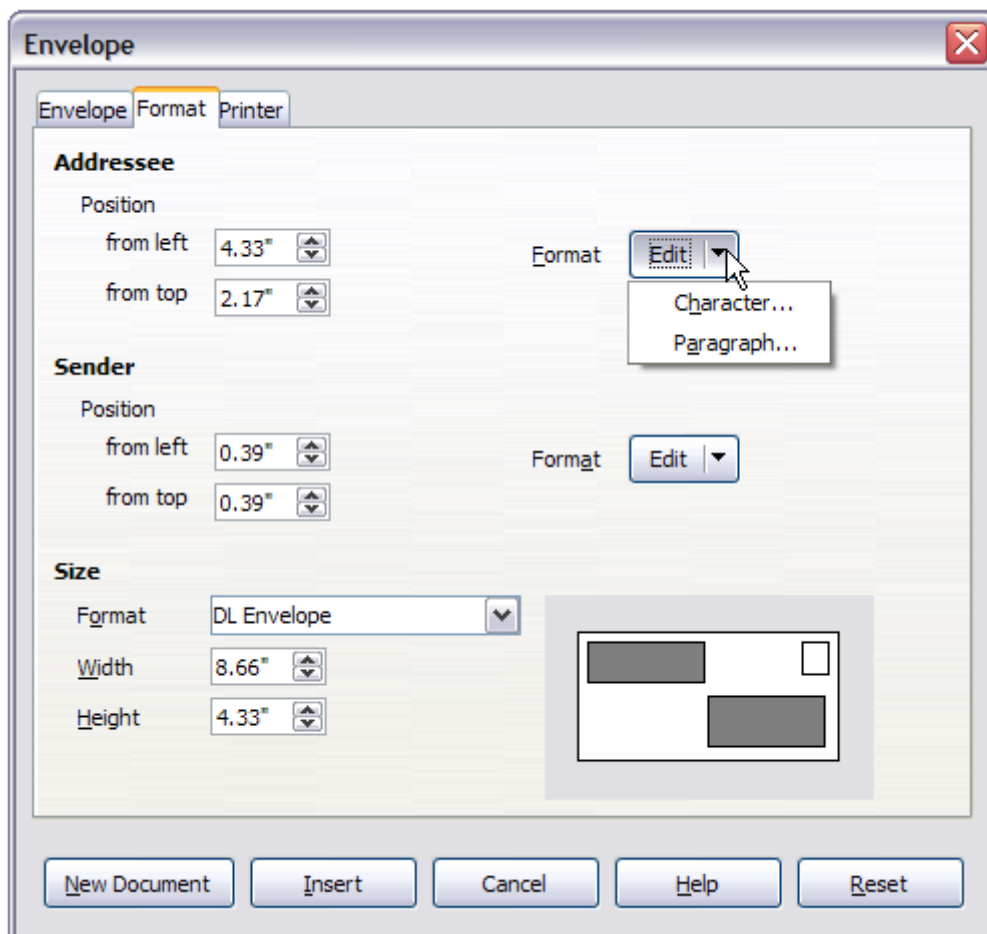 Envelope
Envelope Format Printer
Addressee
Position
from left 4.33" Format Edit
from top 2.17"
Character...
Paragraph...
Sender
Position
from left 0.39" Format Edit
from top 0.39"
Size
Format DL Envelope
Width 8.66"
Height 4.33"
New Document Insert Cancel Help Reset